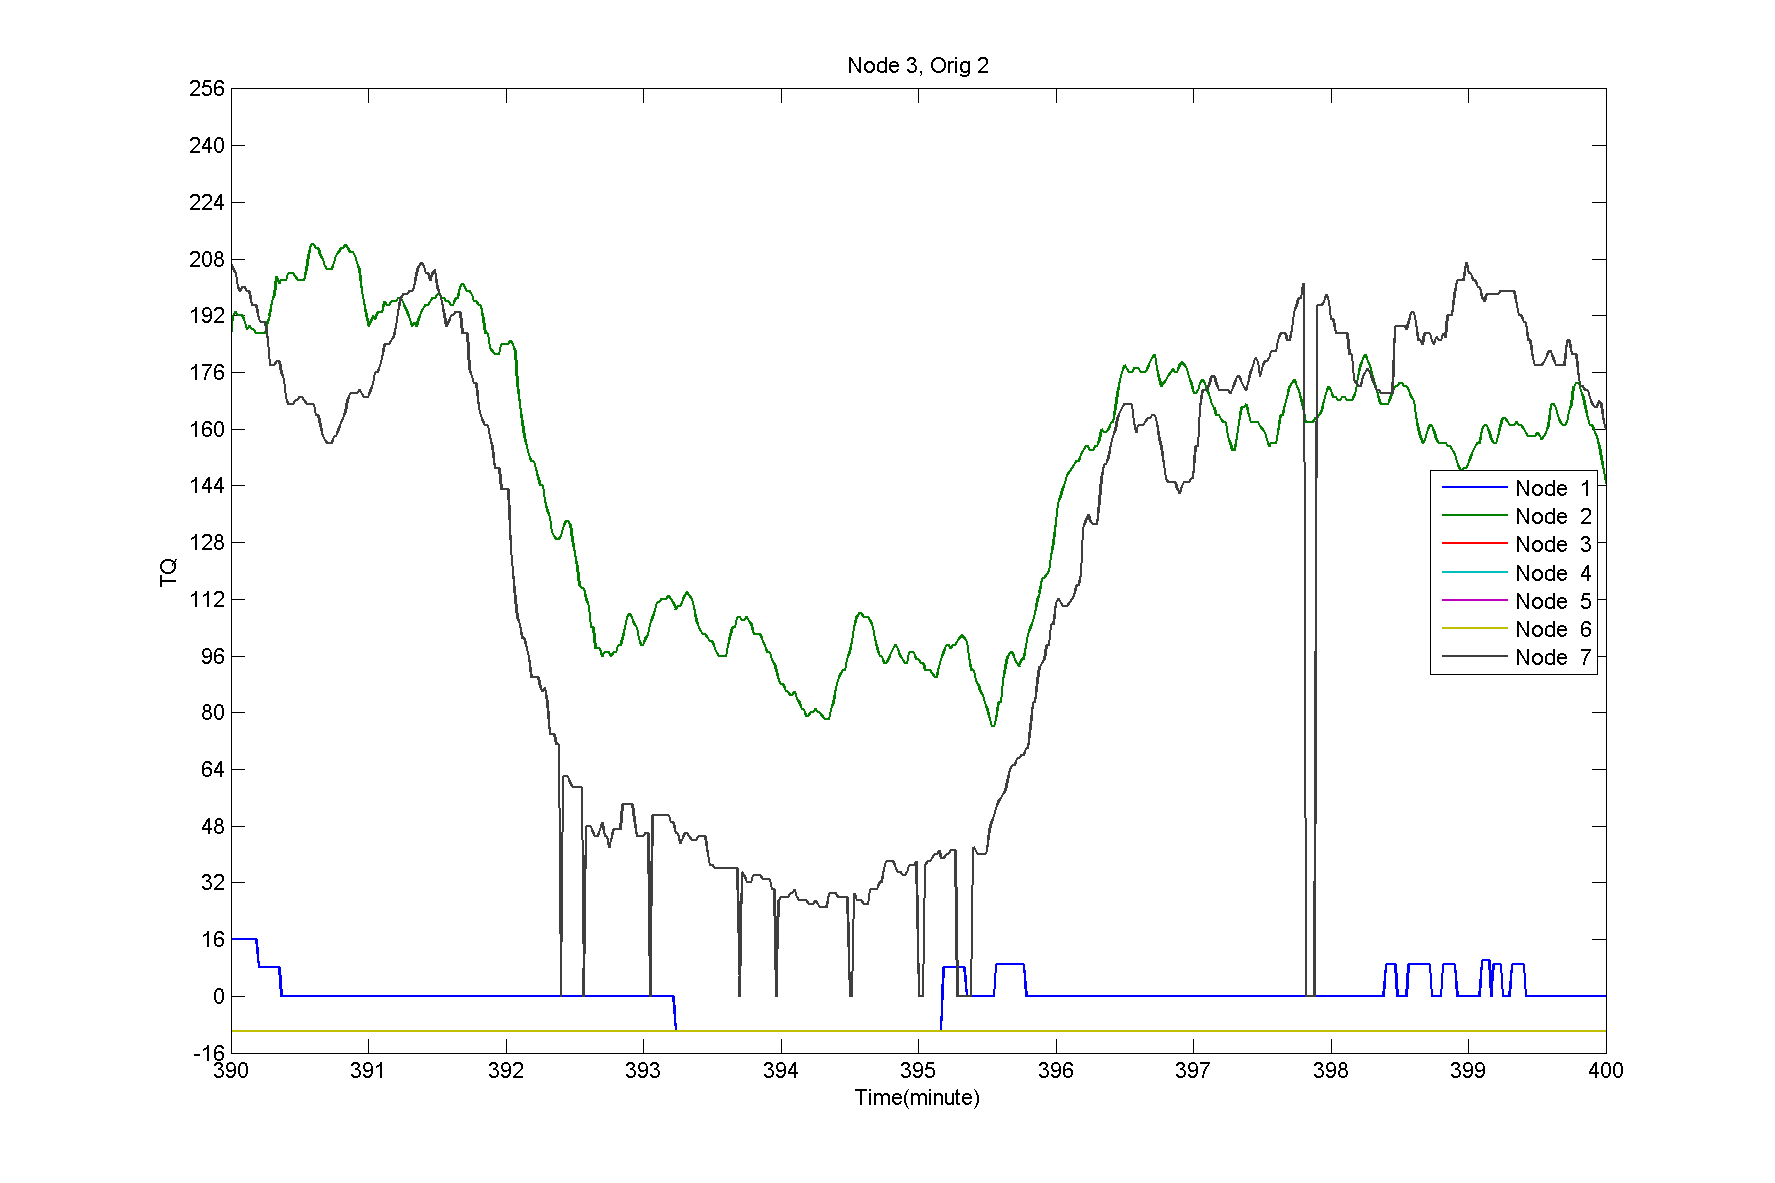 Node 3, Orig 2
256
240
224
208
192
176
160
144
128
112
96
80
64
48
32
16
0
-16
TQ
390 391 392 393 394 395 396 397 398 399 400
Time(minute)
Node 1
Node 2
Node 3
Node 4
Node 5
Node 6
Node 7